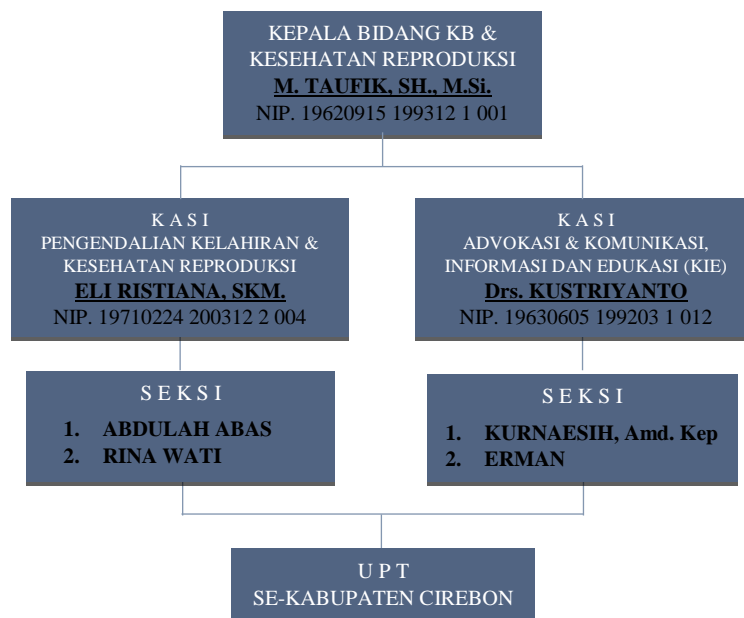 KEPALA BIDANG KB &
KESEHATAN REPRODUKSI
M. TAUFIK, SH., M.Si.
NIP. 19620915 199312 1 001
K A S I
PENGENDALIAN KELAHIRAN &
KESEHATAN REPRODUKSI
ELI RISTIANA, SKM.
NIP. 19710224 200312 2 004
K A S I
ADVOKASI & KOMUNIKASI,
INFORMASI DAN EDUKASI (KIE)
Drs. KUSTRIYANTO
NIP. 19630605 199203 1 012
S E K S I
1. ABDULAH ABAS
2. RINA WATI
S E K S I
1. KURNAESIH, Amd. Kep
2. ERMAN
U P T
SE-KABUPATEN CIREBON